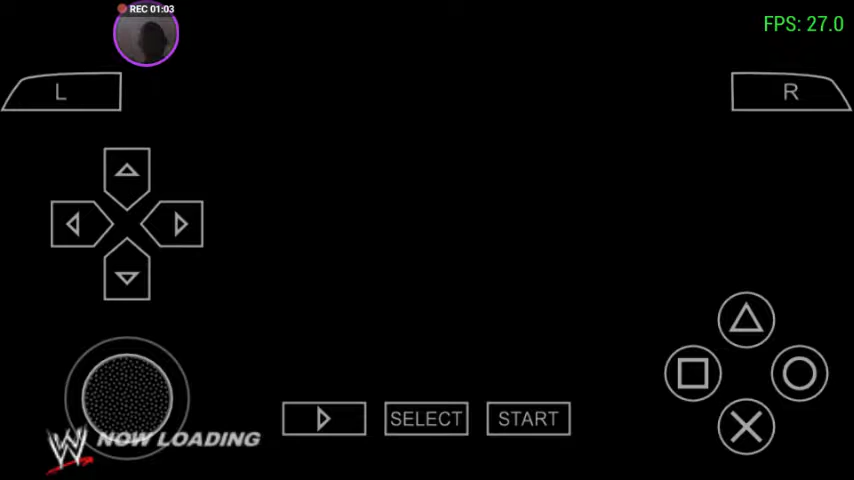 REC 01:03
FPS: 27.0
L
R
SELECT
START
W
NOW LOADING